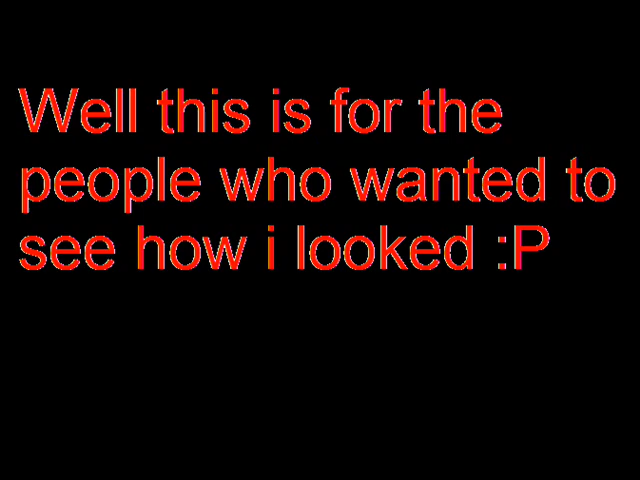 Well this is for the
people who wanted to
see how i looked :P